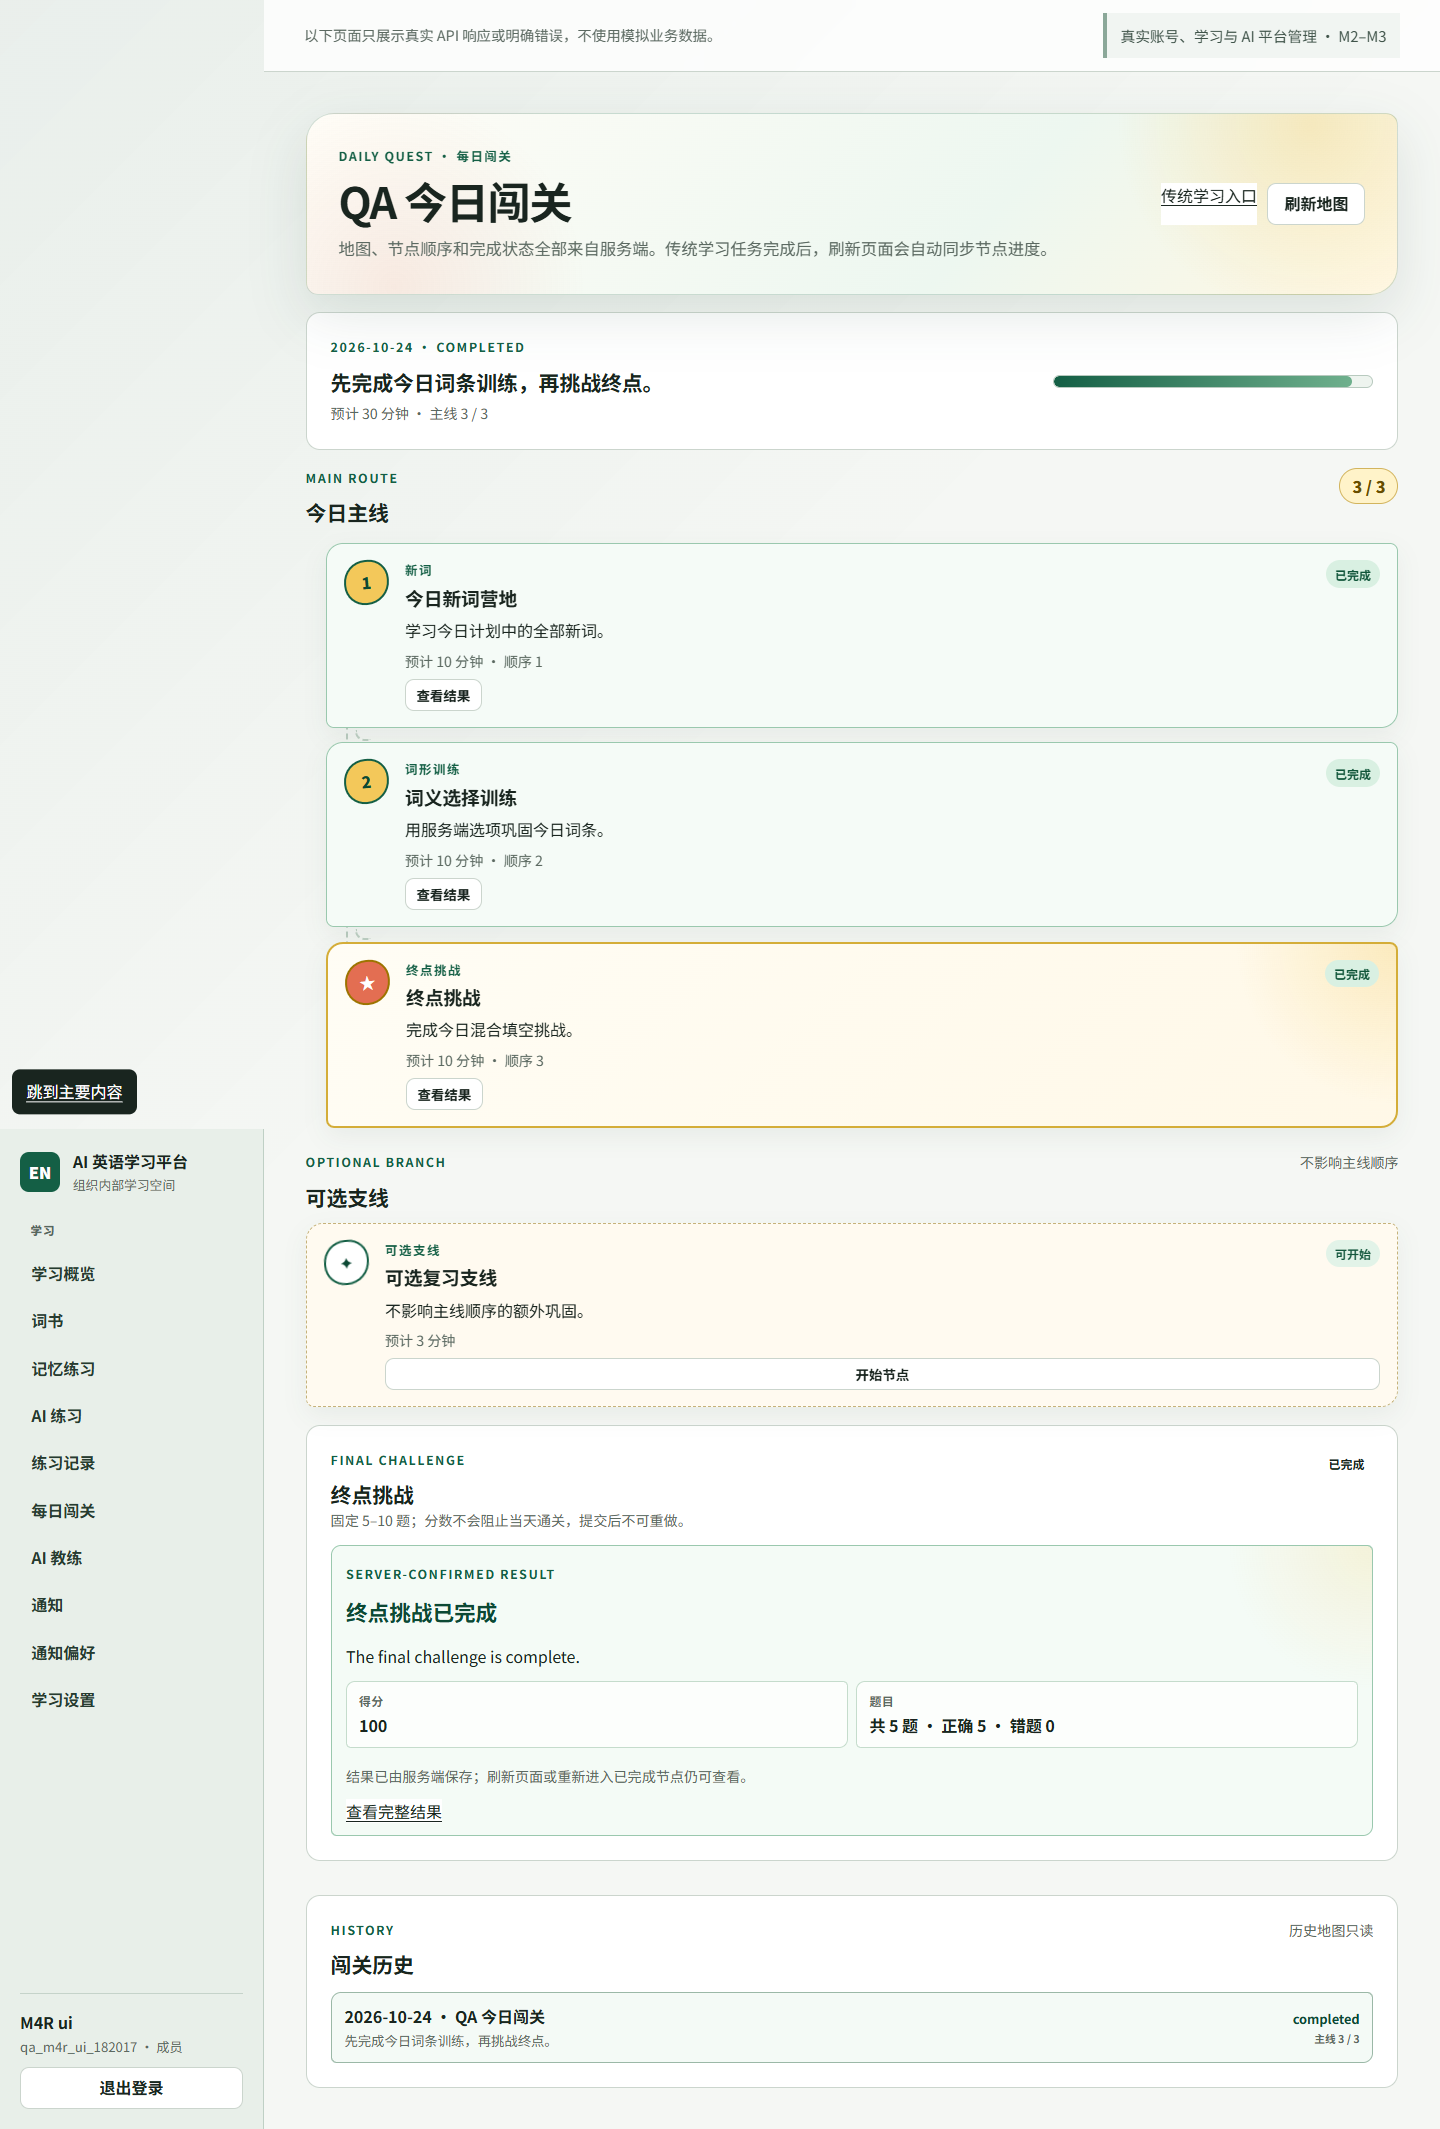 以下页面只展示真实 API 响应或明确错误，不使用模拟业务数据。
真实账号、学习与 AI 平台管理 · M2–M3
DAILY QUEST · 每日闯关
QA 今日闯关
地图、节点顺序和完成状态全部来自服务端。传统学习任务完成后，刷新页面会自动同步节点进度。
传统学习入口
刷新地图
2026-10-24 · COMPLETED
先完成今日词条训练，再挑战终点。
预计 30 分钟 · 主线 3 / 3
MAIN ROUTE
今日主线
3 / 3
1
新词
今日新词营地
学习今日计划中的全部新词。
预计 10 分钟 · 顺序 1
查看结果
已完成
2
词形训练
词义选择训练
用服务端选项巩固今日词条。
预计 10 分钟 · 顺序 2
查看结果
已完成
★
终点挑战
终点挑战
完成今日混合填空挑战。
预计 10 分钟 · 顺序 3
查看结果
已完成
OPTIONAL BRANCH
可选支线
不影响主线顺序
✦
可选支线
可选复习支线
不影响主线顺序的额外巩固。
预计 3 分钟
开始节点
可开始
FINAL CHALLENGE
终点挑战
固定 5–10 题；分数不会阻止当天通关，提交后不可重做。
已完成
SERVER-CONFIRMED RESULT
终点挑战已完成
The final challenge is complete.
得分
100
题目
共 5 题 · 正确 5 · 错题 0
结果已由服务端保存；刷新页面或重新进入已完成节点仍可查看。
查看完整结果
HISTORY
闯关历史
历史地图只读
2026-10-24 · QA 今日闯关
先完成今日词条训练，再挑战终点。
completed
主线 3 / 3
跳到主要内容
EN
AI 英语学习平台
组织内部学习空间
学习
学习概览
词书
记忆练习
AI 练习
练习记录
每日闯关
AI 教练
通知
通知偏好
学习设置
M4R ui
qa_m4r_ui_182017 · 成员
退出登录